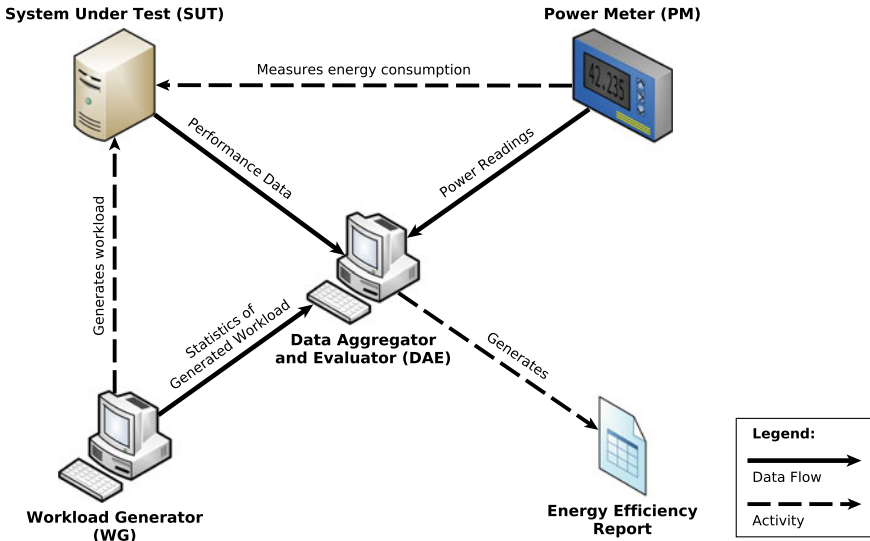 System Under Test (SUT)
Power Meter (PM)
Measures energy consumption
42.235
Performance Data
Power Readings
Generates workload
Statistics of
Generated Workload
Data Aggregator
and Evaluator (DAE)
Generates
Workload Generator
(WG)
Energy Efficiency
Report
Legend:
Data Flow
Activity